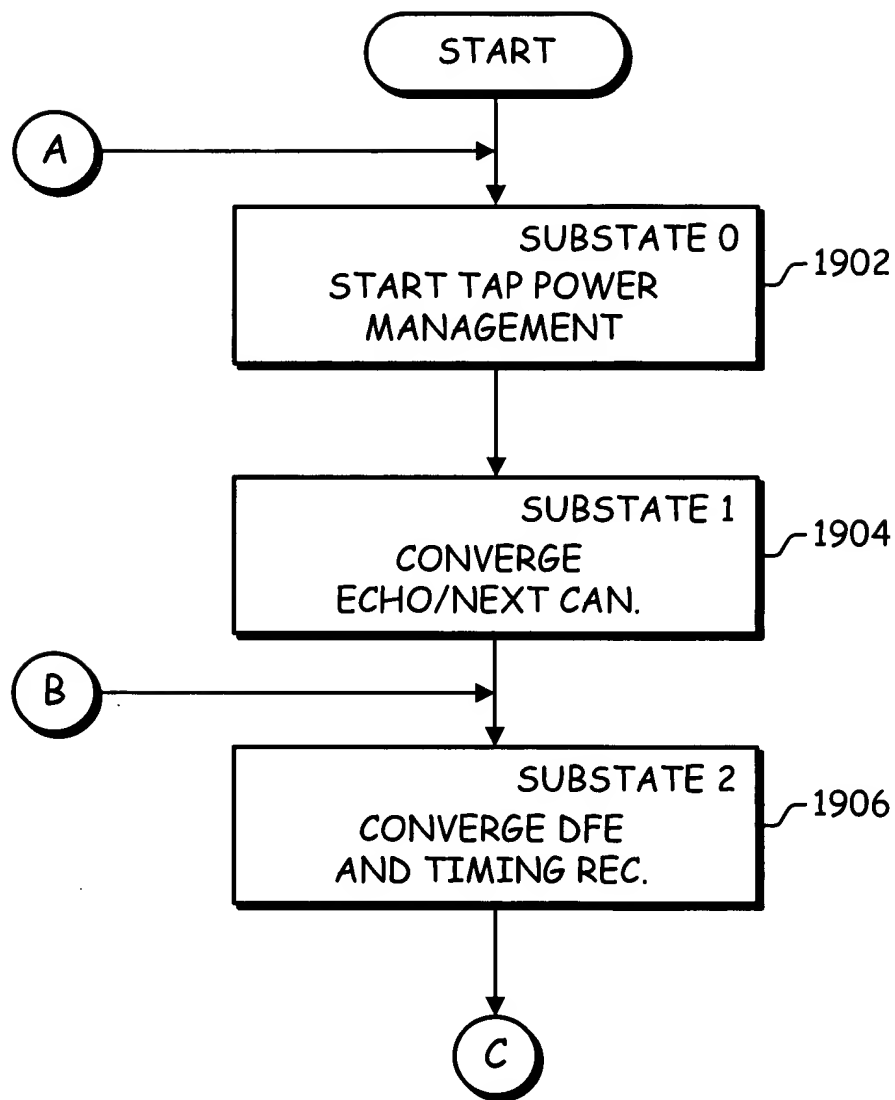 START
A
SUBSTATE 0
START TAP POWER
MANAGEMENT
1902
SUBSTATE 1
CONVERGE
ECHO/NEXT CAN.
1904
B
SUBSTATE 2
CONVERGE DFE
AND TIMING REC.
1906
C